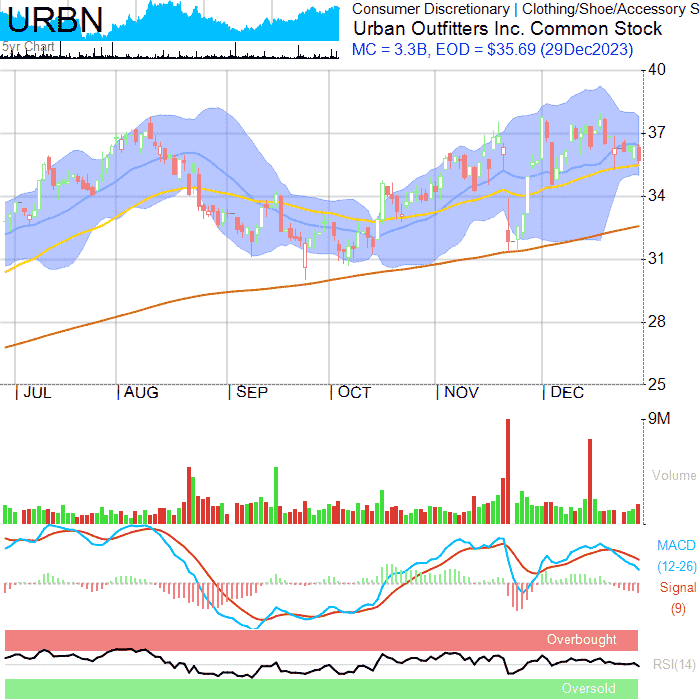 URBN
5yr Chart
Consumer Discretionary | Clothing/Shoe/Accessory S
Urban Outfitters Inc. Common Stock
MC = 3.3B, EOD = $35.69 (29Dec2023)
40
37
34
31
28
25
| JUL | AUG | SEP | OCT | NOV | DEC
9M
Volume
MACD
(12-26)
Signal
(9)
Overbought
RSI(14)
Oversold